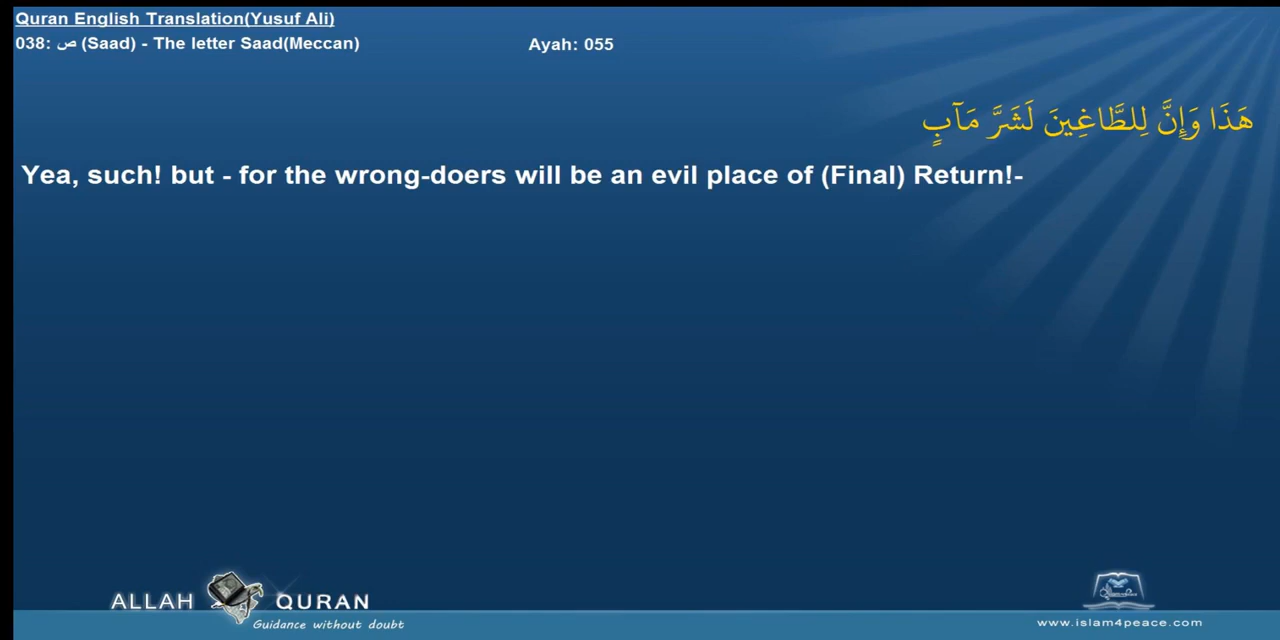 Quran English Translation(Yusuf Ali)
038: ص (Saad) - The letter Saad(Meccan) Ayah: 055
هَذَا وَإِنَّ لِلطَّاغِينَ لَشَرَّ مَآبٍ
Yea, such! but - for the wrong-doers will be an evil place of (Final) Return!-
ALLAH QURAN
Guidance without doubt
www.islam4peace.com